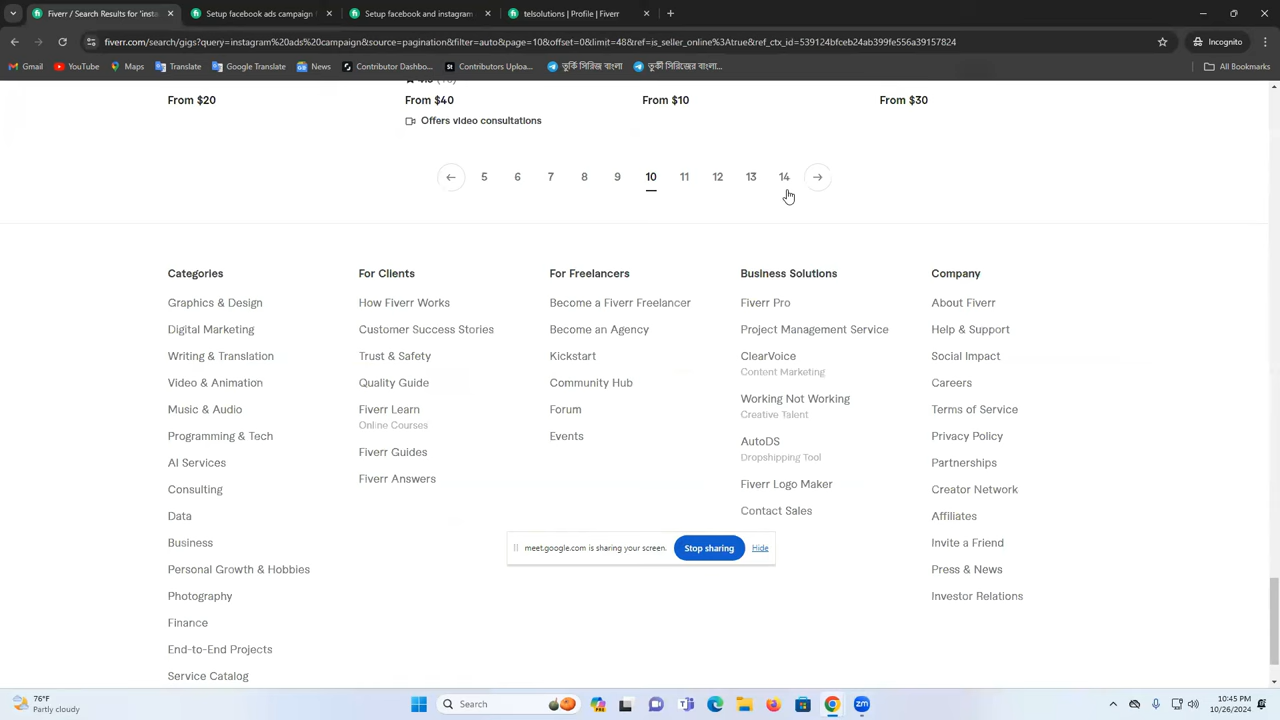 Fiverr / Search Results for 'insta
Setup facebook ads campaign
Setup facebook and instagram
telsolutions | Profile | Fiverr
fiverr.com/search/gigs?query=instagram%20ads%20campaign&source=pagination&filter=auto&page=10&offset=0&limit=48&ref=is_seller_online%3Atrue&ref_ctx_id=539124bfceb24ab399fe556a39157824
Incognito
Gmail
YouTube
Maps
Translate
Google Translate
News
Contributor Dashbo...
Contributors Uploa...
তুর্কি সিরিজ বাংলা
তুর্কী সিরিজের বাংলা...
All Bookmarks
From $20
From $40
From $10
From $30
Offers video consultations
5 6 7 8 9 10 11 12 13 14
Categories
Graphics & Design
Digital Marketing
Writing & Translation
Video & Animation
Music & Audio
Programming & Tech
AI Services
Consulting
Data
Business
Personal Growth & Hobbies
Photography
Finance
End-to-End Projects
Service Catalog
For Clients
How Fiverr Works
Customer Success Stories
Trust & Safety
Quality Guide
Fiverr Learn
Online Courses
Fiverr Guides
Fiverr Answers
For Freelancers
Become a Fiverr Freelancer
Become an Agency
Kickstart
Community Hub
Forum
Events
Business Solutions
Fiverr Pro
Project Management Service
ClearVoice
Content Marketing
Working Not Working
Creative Talent
AutoDS
Dropshipping Tool
Fiverr Logo Maker
Contact Sales
Company
About Fiverr
Help & Support
Social Impact
Careers
Terms of Service
Privacy Policy
Partnerships
Creator Network
Affiliates
Invite a Friend
Press & News
Investor Relations
meet.google.com is sharing your screen.
Stop sharing
Hide
76°F
Partly cloudy
Search
10:45 PM
10/26/2024